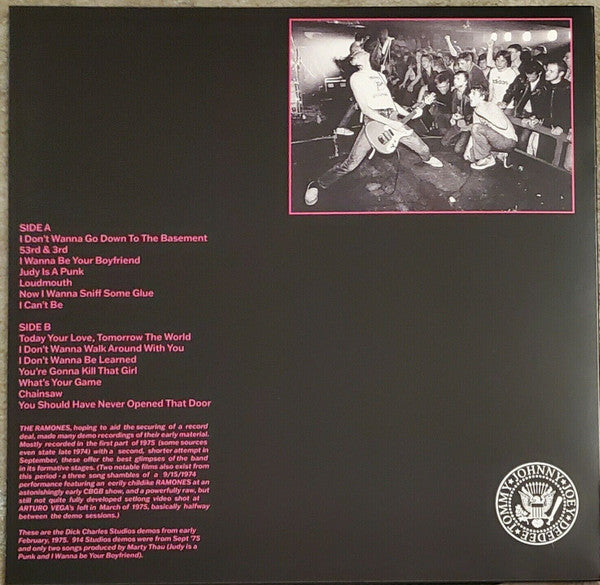 SIDE A
I Don't Wanna Go Down To The Basement
53rd & 3rd
I Wanna Be Your Boyfriend
Judy Is A Punk
Loudmouth
Now I Wanna Sniff Some Glue
I Can't Be
SIDE B
Today Your Love, Tomorrow The World
I Don't Wanna Walk Around With You
I Don't Wanna Be Learned
You're Gonna Kill That Girl
What's Your Game
Chainsaw
You Should Have Never Opened That Door
THE RAMONES, hoping to aid the securing of a record
deal, made many demo recordings of their early material.
Mostly recorded in the first part of 1975 (some sources
even state late 1974) with a second, shorter attempt in
September, these offer the best glimpses of the band
in its formative stages. (Two notable films also exist from
this period - a three song shambles of a 9/15/1974
performance featuring an eerily childike RAMONES at an
astonishingly early CBGB show, and a powerfully raw, but
still not quite fully developed setlong video shot at
ARTURO VEGA's left in March of 1975, basically halfway
between the demo sessions.)
These are the Dick Charles Studios demos from early
February, 1975. 914 Studios demos were from Sept '75
and only two songs produced by Marty Thau (Judy is a
Punk and I Wanna be Your Boyfriend).
JOHNNY · JOEY · DEEDEE · TOMMY ·